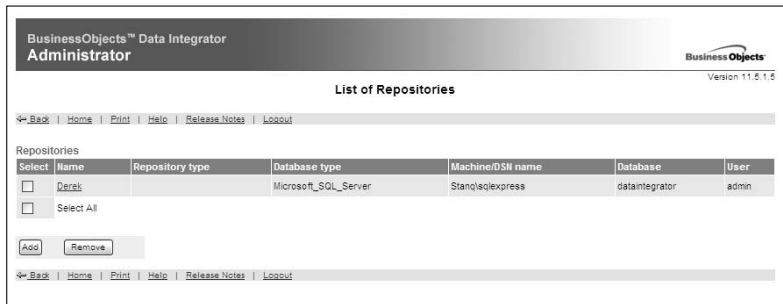 BusinessObjects™ Data Integrator
Administrator
Business Objects
Version 11.5.1.5
List of Repositories
Back | Home | Print | Help | Release Notes | Logout
Repositories
Select Name Repository type Database type Machine/DSN name Database User
Derek Microsoft_SQL_Server Stanq\sqlexpress dataintegrator admin
Select All
Add Remove
Back | Home | Print | Help | Release Notes | Logout